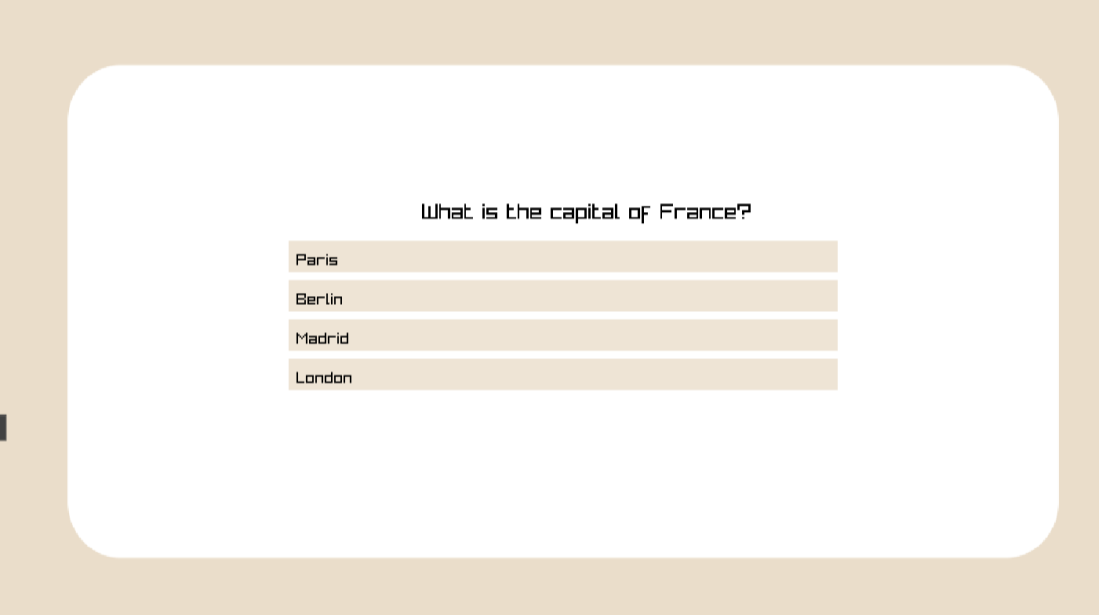 What is the capital of France?
Paris
Berlin
Madrid
London